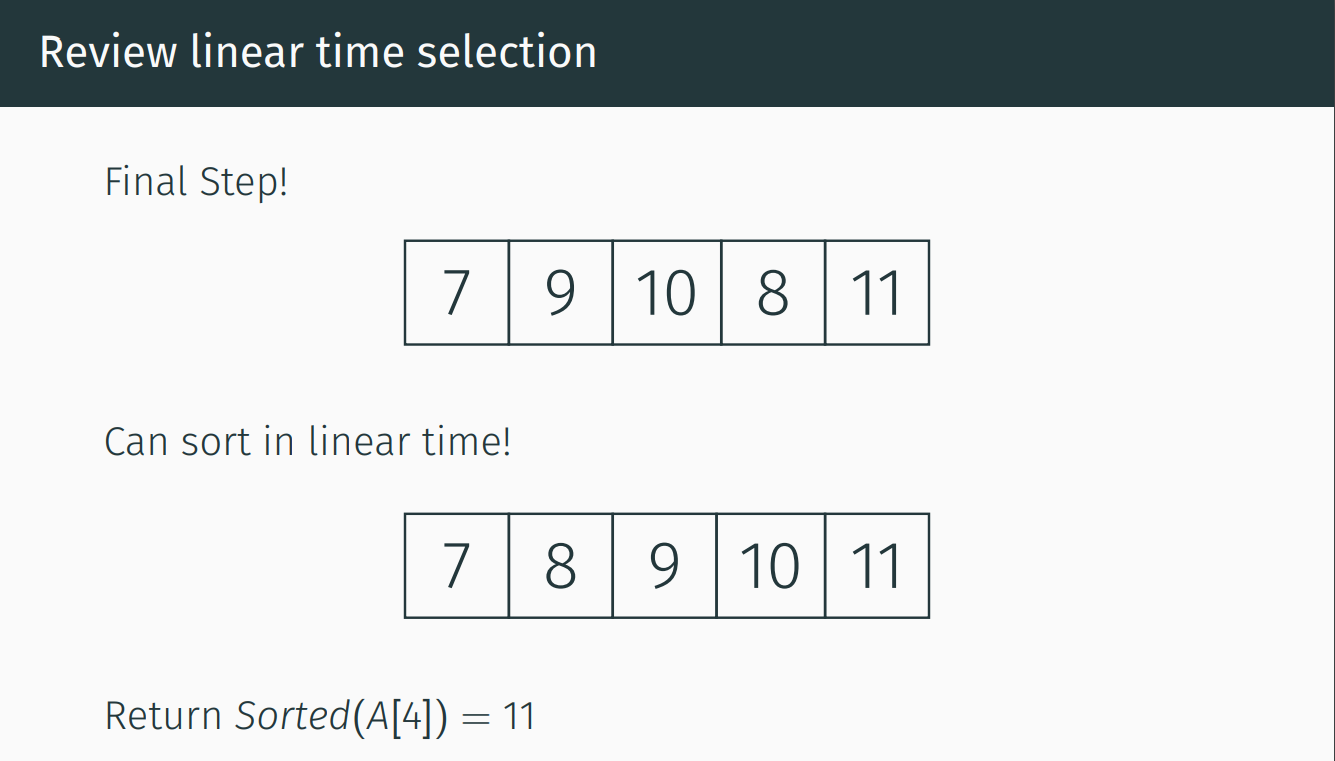 Review linear time selection
Final Step!
7 9 10 8 11
Can sort in linear time!
7 8 9 10 11
Return Sorted(A[4]) = 11